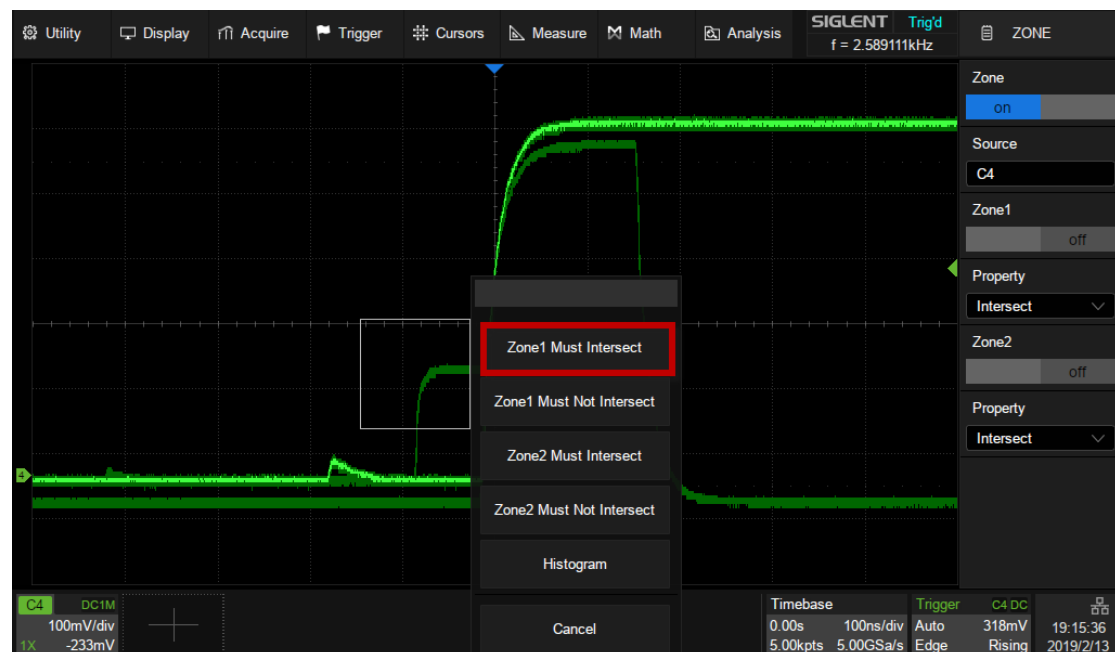 Utility Display Acquire Trigger Cursors Measure Math Analysis
SIGLENT Trig'd
f = 2.589111kHz
ZONE
Zone
on
Source
C4
Zone1
off
Property
Intersect
Zone2
off
Property
Intersect
Zone1 Must Intersect
Zone1 Must Not Intersect
Zone2 Must Intersect
Zone2 Must Not Intersect
Histogram
Cancel
4
C4 DC1M
100mV/div
1X -233mV
Timebase
0.00s 100ns/div
5.00kpts 5.00GSa/s
Trigger C4 DC
Auto 318mV
Edge Rising
19:15:36
2019/2/13